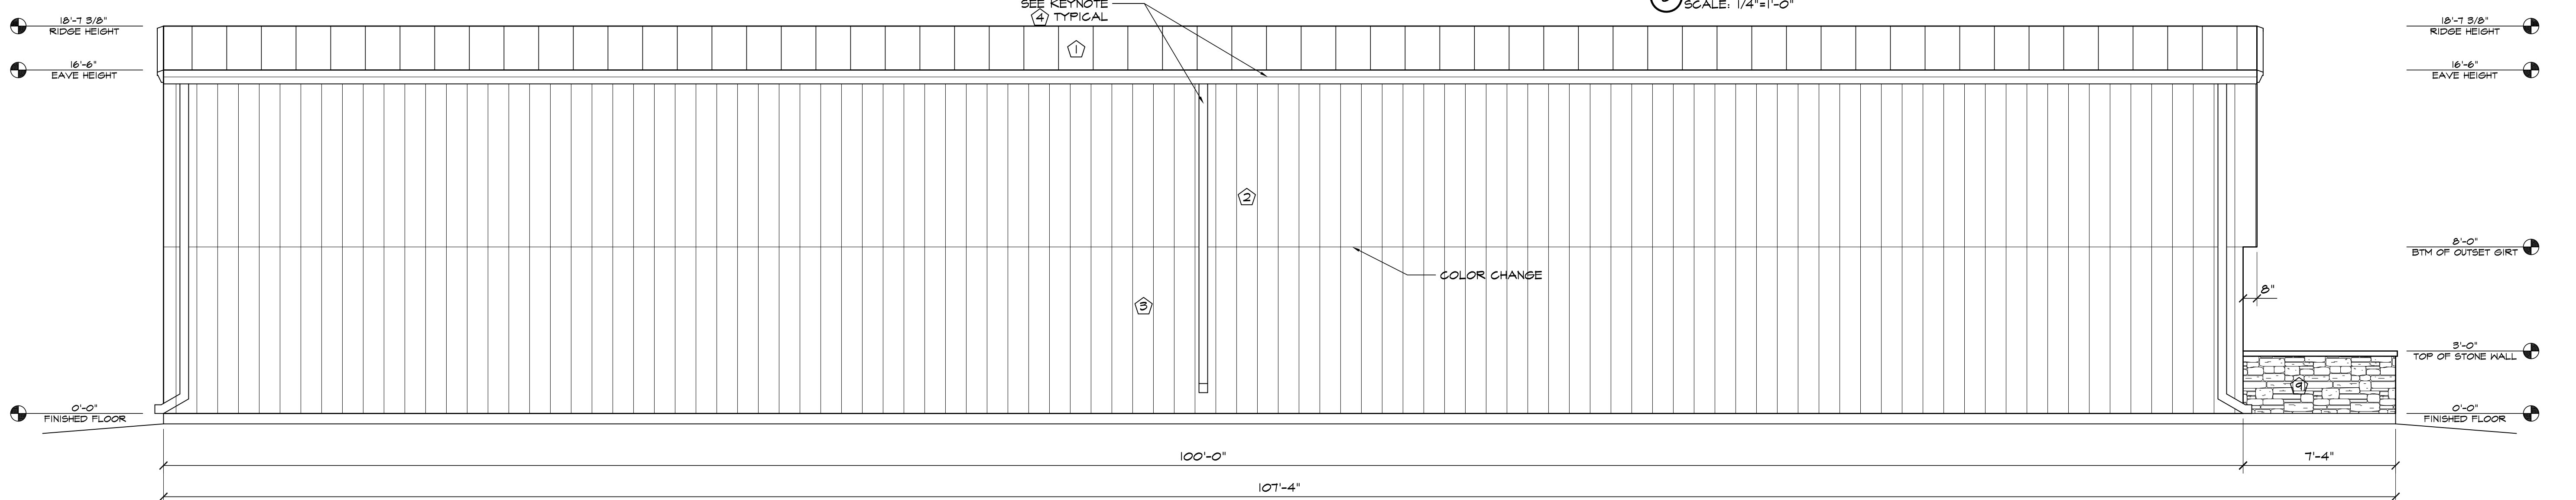 SEE KEYNOTE
4 TYPICAL
SCALE: 1/4"=1'-0"
18'-7 3/8"
RIDGE HEIGHT
18'-7 3/8"
RIDGE HEIGHT
1
16'-6"
EAVE HEIGHT
16'-6"
EAVE HEIGHT
2
8'-0"
BTM OF OUTSET GIRT
COLOR CHANGE
8"
3
3'-0"
TOP OF STONE WALL
9
0'-0"
FINISHED FLOOR
0'-0"
FINISHED FLOOR
100'-0"
7'-4"
107'-4"